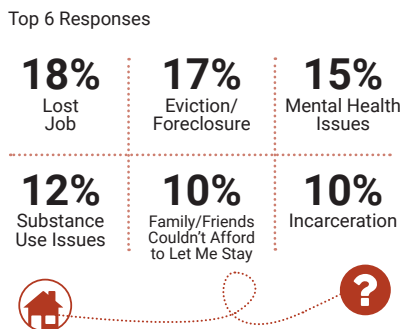 Top 6 Responses
18%
Lost
Job
17%
Eviction/
Foreclosure
15%
Mental Health
Issues
12%
Substance
Use Issues
10%
Family/Friends
Couldn't Afford
to Let Me Stay
10%
Incarceration
?